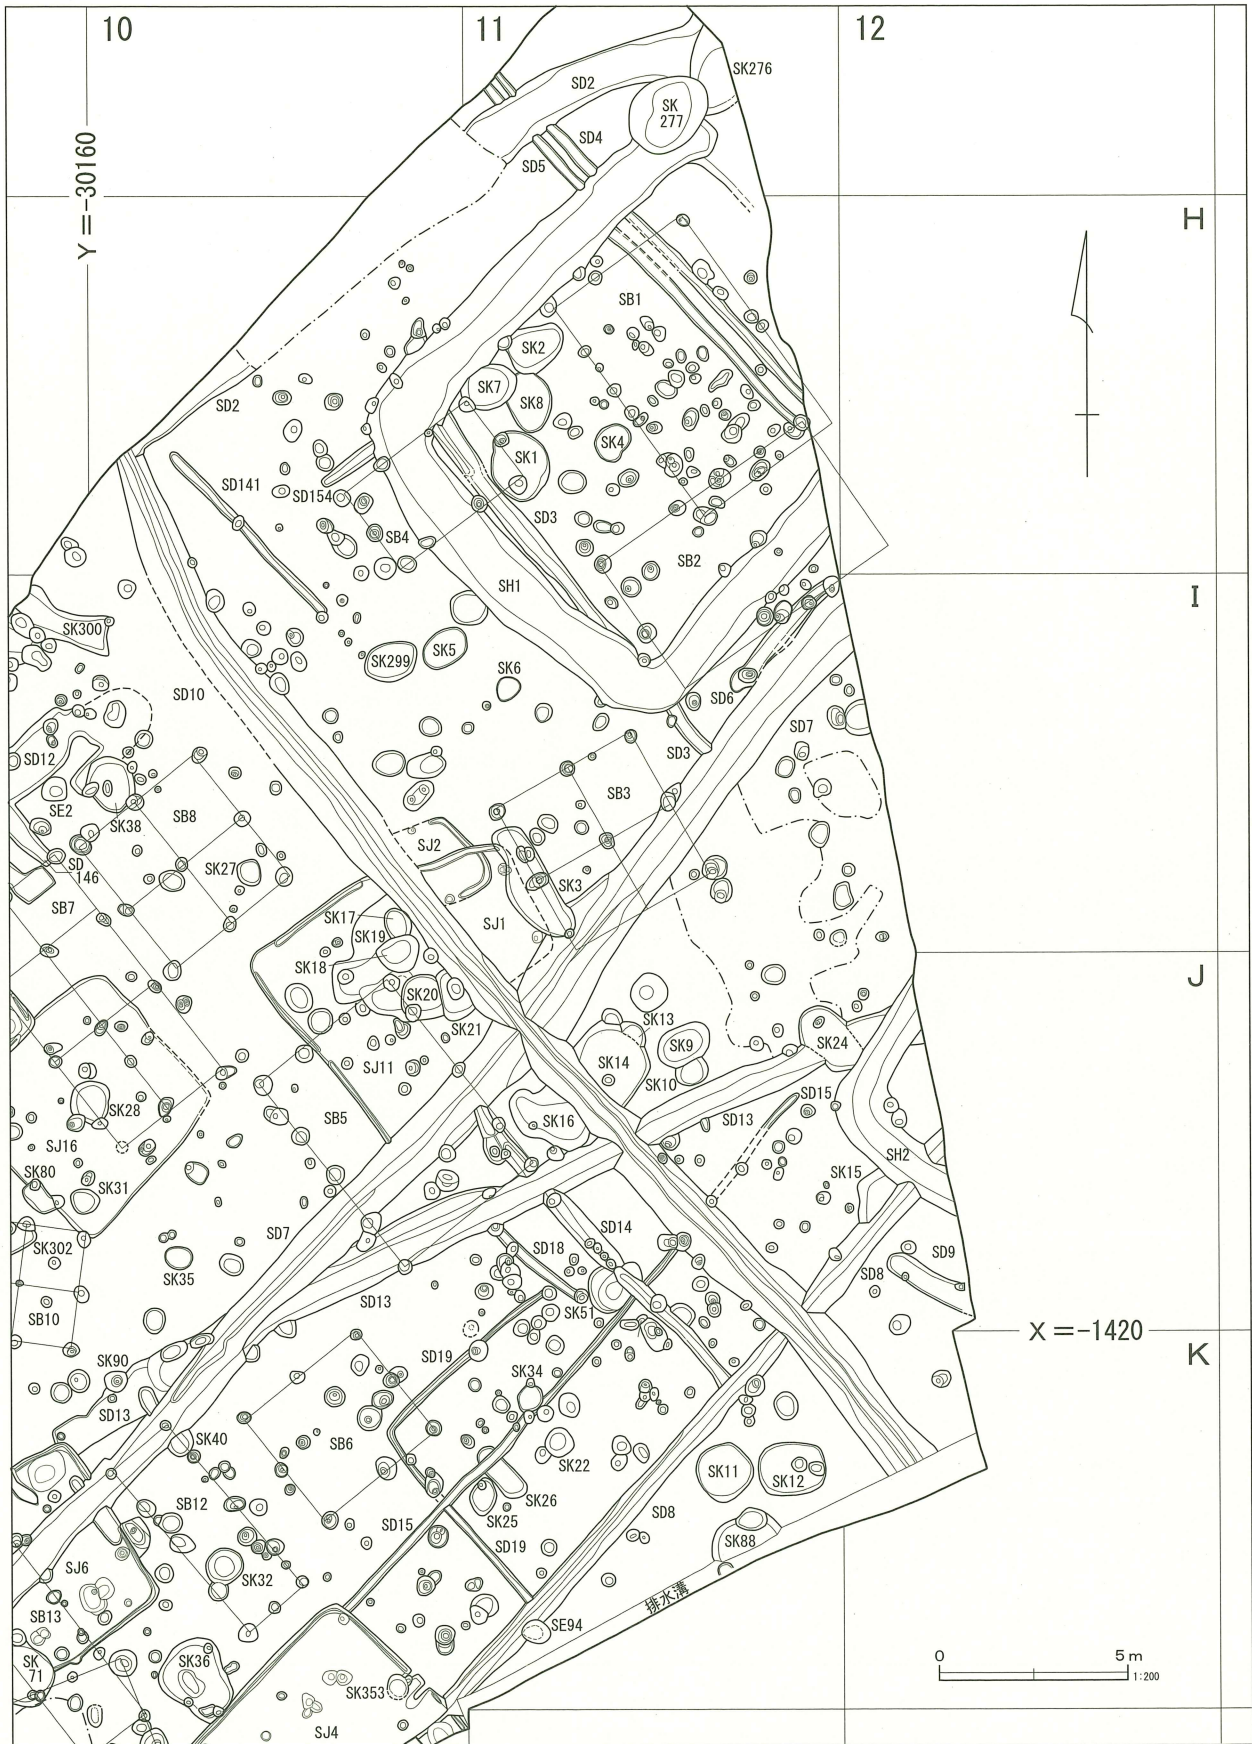 10
11
12
SK276
SD2
SK
277
SD4
SD5
Y=-30160
H
SB1
SK2
SK7
SK8
SD2
SK4
SK1
SD141
SD154
SD3
SB4
SB2
SH1
I
SK300
SK5
SK299
SK6
SD10
SD6
SD7
SD12
SD3
SE2
SB3
SB8
SK38
SJ2
SD
146
SK27
SK3
SB7
SK17
SJ1
SK19
SK18
J
SK20
SK13
SK21
SK9
SK24
SK14
SJ11
SK10
SD15
SK28
SB5
SK16
SD13
SJ16
SH2
SK80
SK15
SK31
SD7
SD14
SK302
SD18
SD9
SK35
SD8
SB10
SD13
SK51
X=-1420
K
SK90
SD19
SK34
SD13
SK40
SB6
SK22
SK11
SK12
SB12
SK26
SK25
SD15
SD8
SK88
SD19
SJ6
SK32
排水溝
SB13
SE94
SK
71
SK36
0
5m
1:200
SK353
SJ4